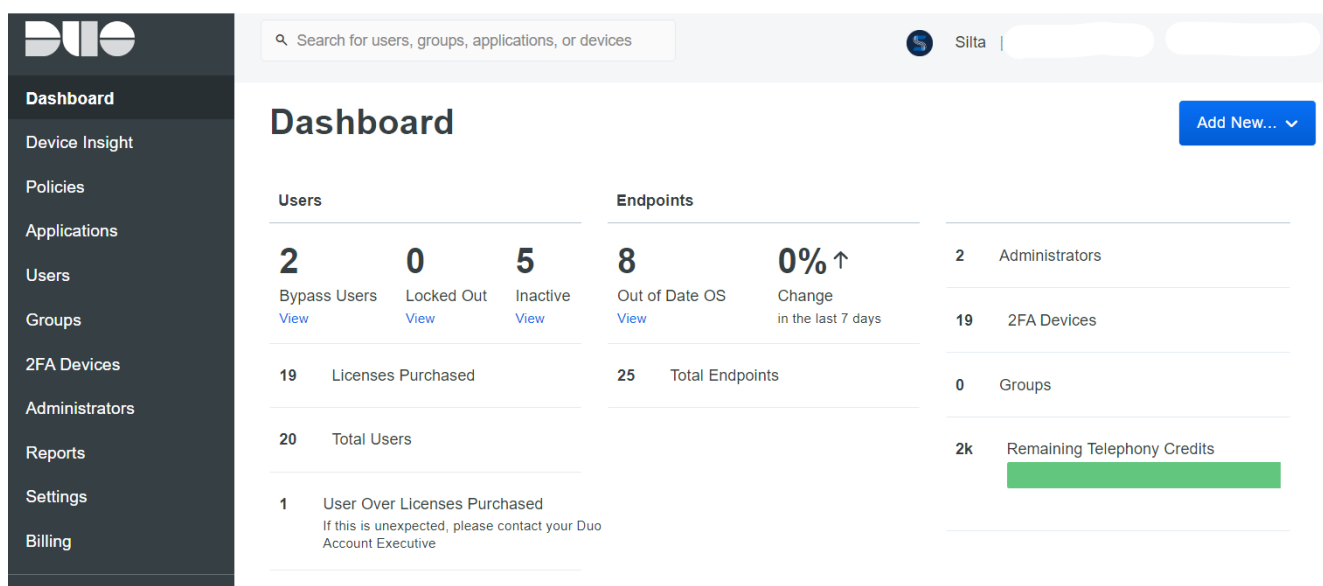 DUO
Search for users, groups, applications, or devices
Silta |
Dashboard
Device Insight
Policies
Applications
Users
Groups
2FA Devices
Administrators
Reports
Settings
Billing
Dashboard
Add New...
Users
2 0 5
Bypass Users Locked Out Inactive
View View View
19 Licenses Purchased
20 Total Users
1 User Over Licenses Purchased
If this is unexpected, please contact your Duo
Account Executive
Endpoints
8 0% ↑
Out of Date OS Change
View in the last 7 days
25 Total Endpoints
2 Administrators
19 2FA Devices
0 Groups
2k Remaining Telephony Credits